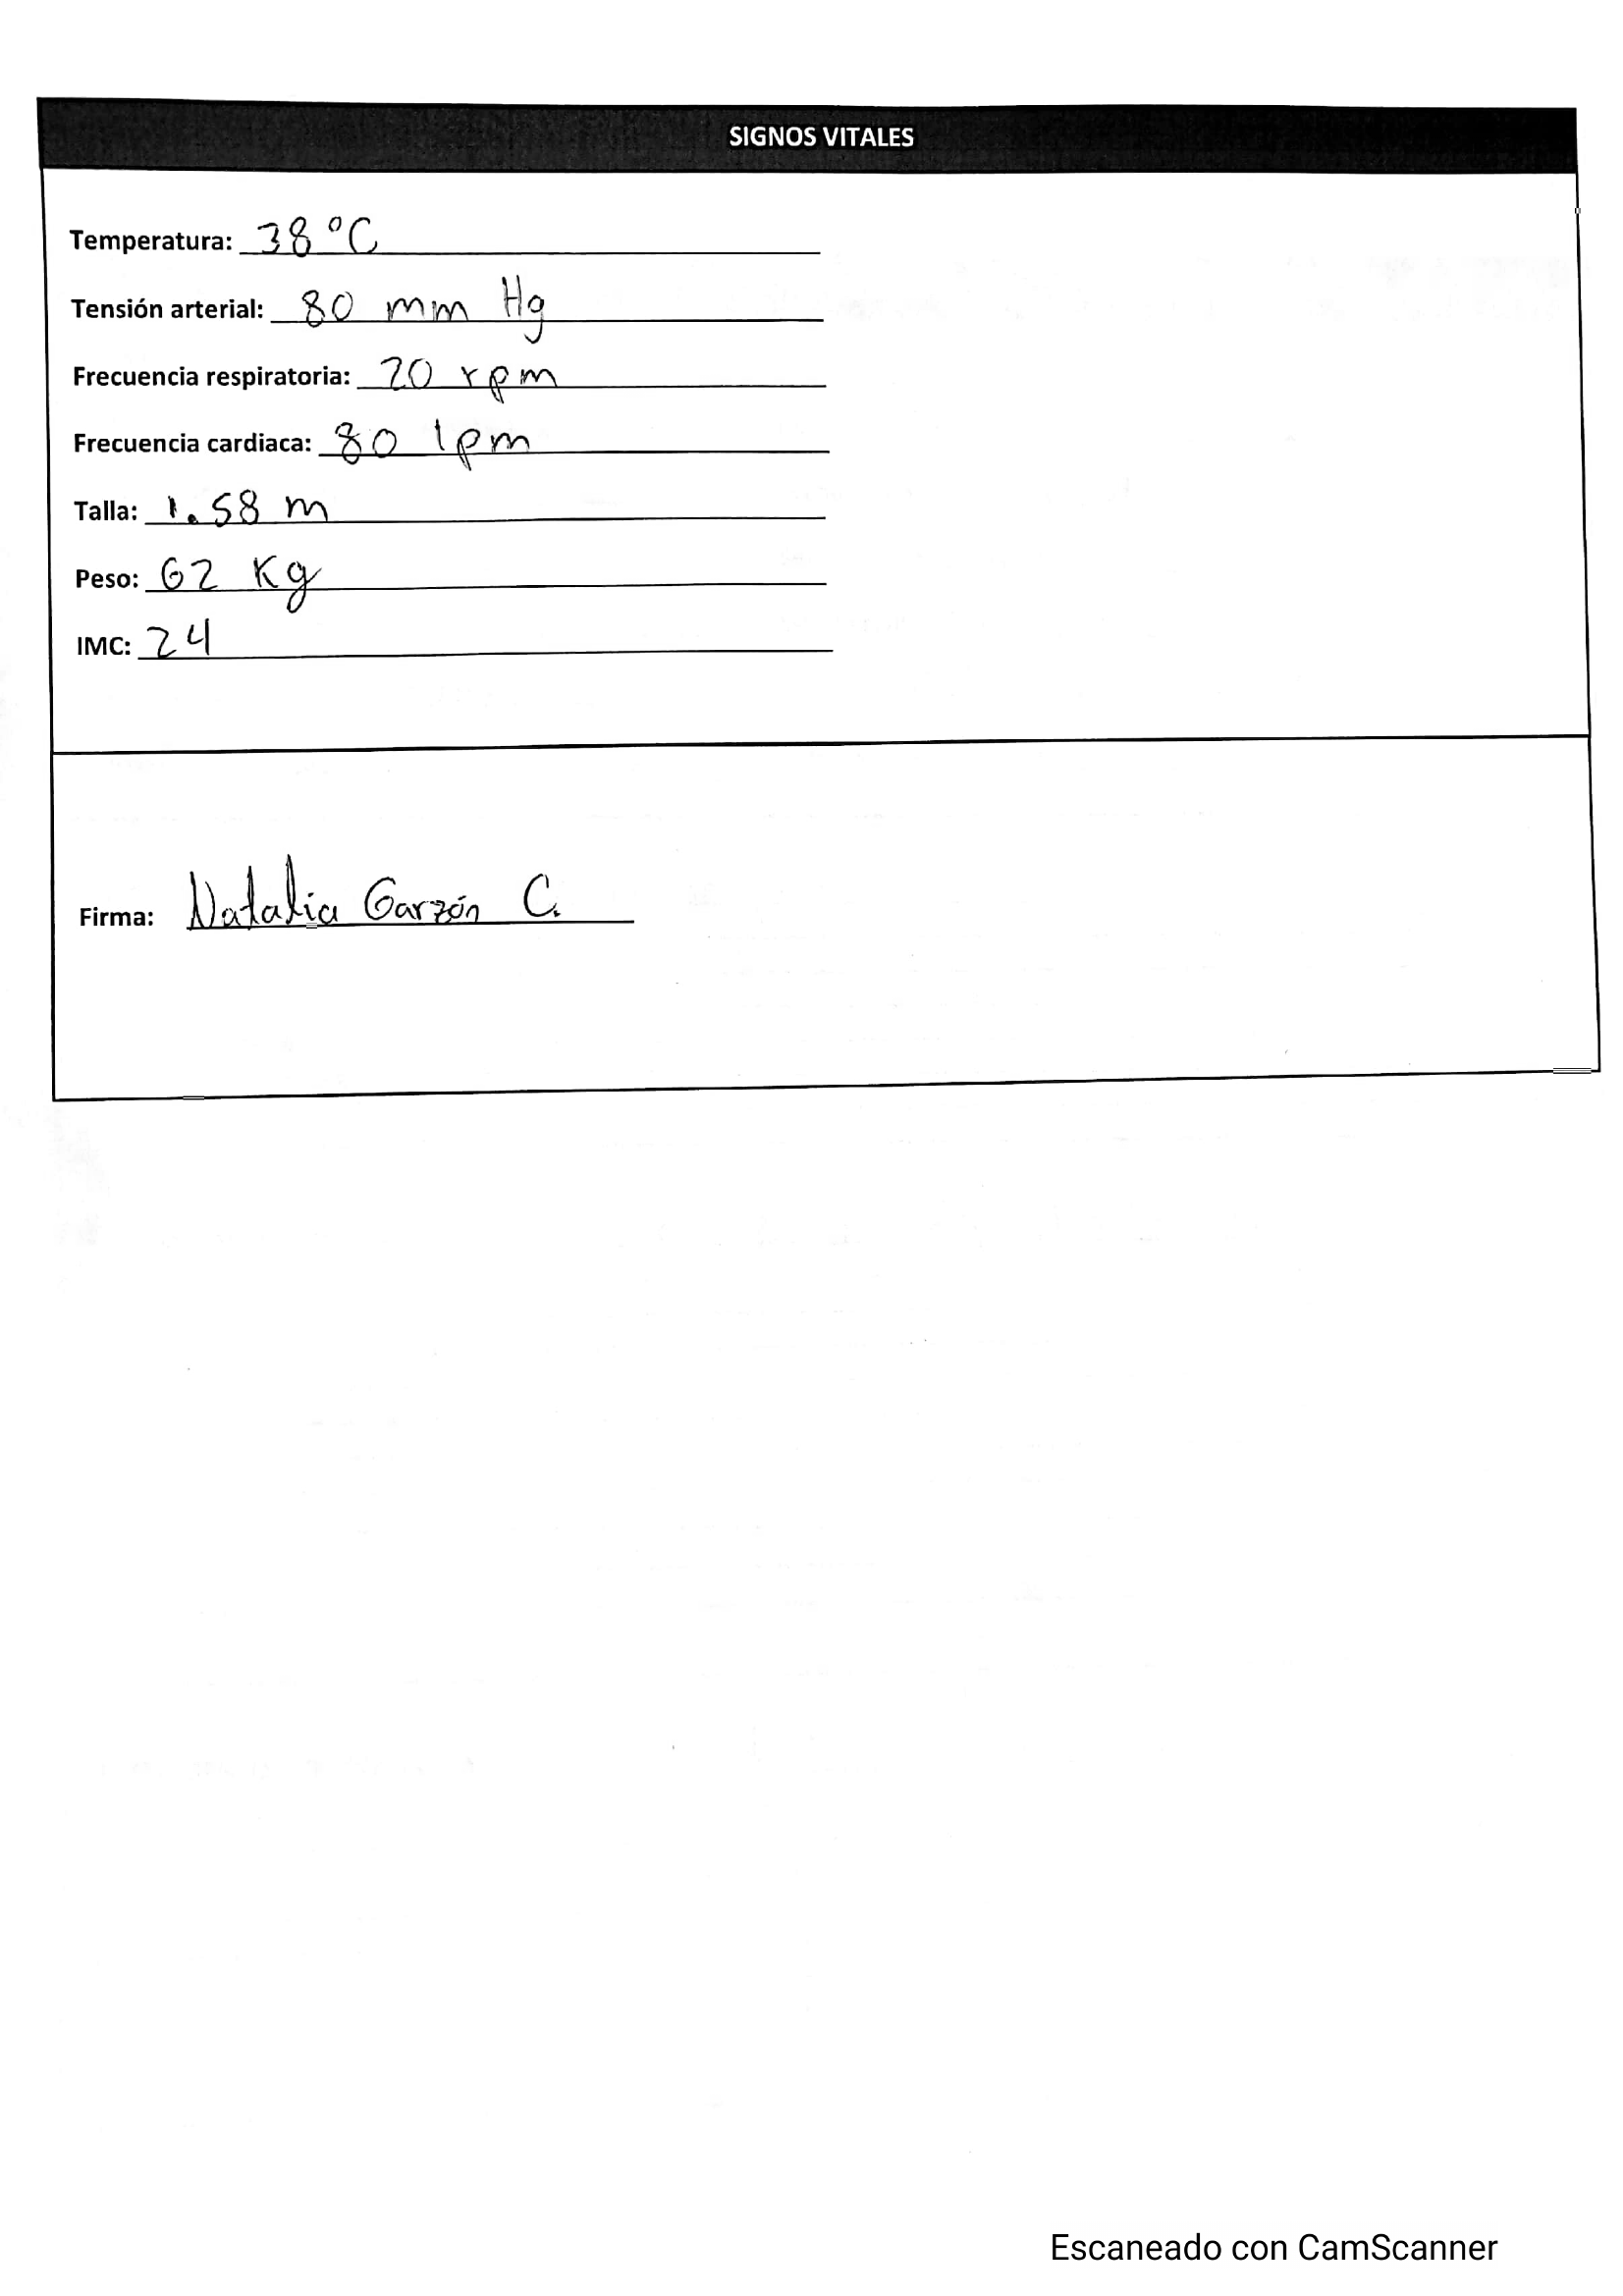 SIGNOS VITALES
Temperatura: 38 °C
Tensión arterial: 80 mm Hg
Frecuencia respiratoria: 20 rpm
Frecuencia cardiaca: 80 lpm
Talla: 1.58 m
Peso: 62 Kg
IMC: 24
Firma: Natalia Garzón C.
Escaneado con CamScanner